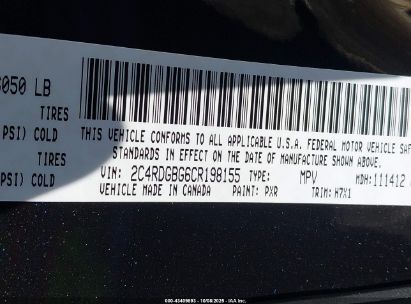 6050 LB
TIRES
PSI) COLD
THIS VEHICLE CONFORMS TO ALL APPLICABLE U.S.A. FEDERAL MOTOR VEHICLE
TIRES
STANDARDS IN EFFECT ON THE DATE OF MANUFACTURE SHOWN ABOVE.
PSI) COLD
VIN: 2C4RDGBG6CR198155 TYPE: MPV MDH: 111412
VEHICLE MADE IN CANADA PAINT: PXR TRIM: H7X1